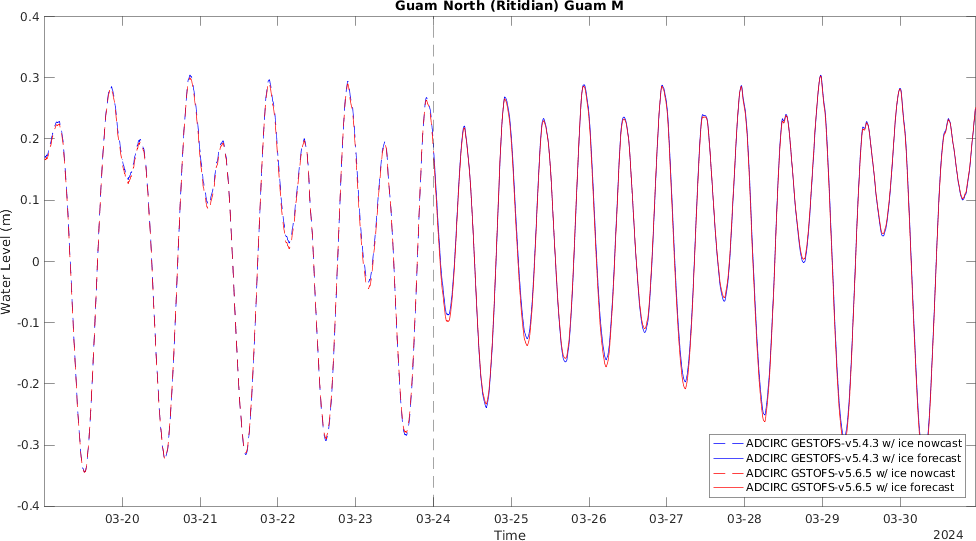 Guam North (Ritidian) Guam M
0.4
0.3
0.2
0.1
0
-0.1
-0.2
-0.3
-0.4
Water Level (m)
ADCIRC GESTOFS-v5.4.3 w/ ice nowcast
ADCIRC GESTOFS-v5.4.3 w/ ice forecast
ADCIRC GSTOFS-v5.6.5 w/ ice nowcast
ADCIRC GSTOFS-v5.6.5 w/ ice forecast
03-20 03-21 03-22 03-23 03-24 03-25 03-26 03-27 03-28 03-29 03-30
Time
2024